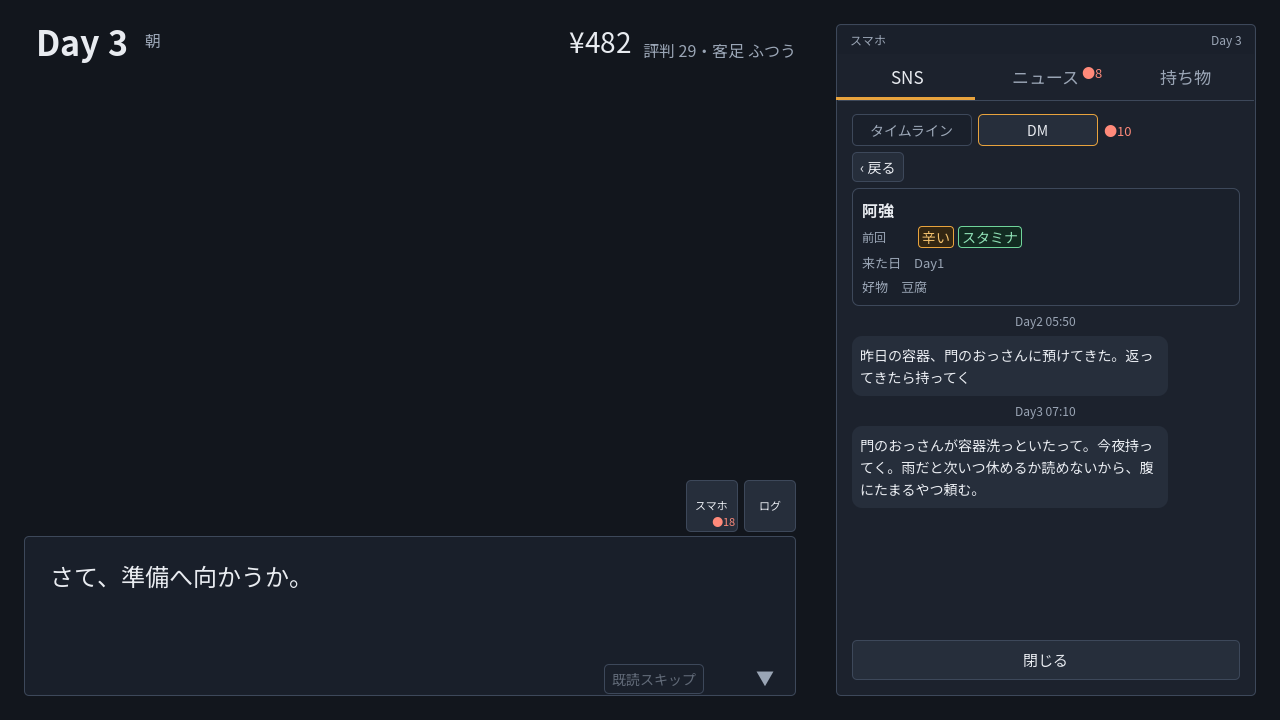 Day 3 朝
¥482 評判 29・客足 ふつう
スマホ Day 3
SNS ニュース 8 持ち物
タイムライン DM 10
‹ 戻る
阿強
前回 辛い スタミナ
来た日 Day1
好物 豆腐
Day2 05:50
昨日の容器、門のおっさんに預けてきた。返っ
てきたら持ってく
Day3 07:10
門のおっさんが容器洗っといたって。今夜持っ
てく。雨だと次いつ休めるか読めないから、腹
にたまるやつ頼む。
閉じる
スマホ 18
ログ
さて、準備へ向かうか。
既読スキップ ▼